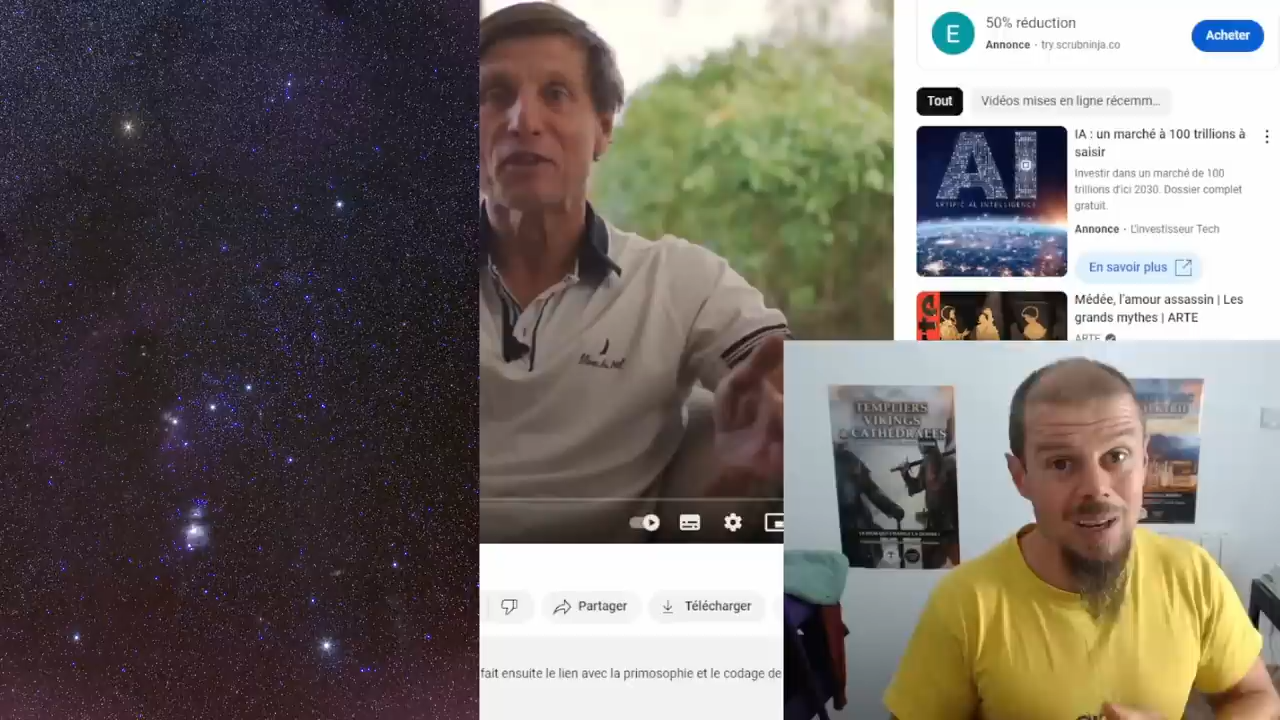 50% réduction
Annonce · try.scrubninja.co
Acheter
E
Tout
Vidéos mises en ligne récemm...
AI
ARTIFICIAL INTELLIGENCE
IA : un marché à 100 trillions à
saisir
Investir dans un marché de 100
trillions d'ici 2030. Dossier complet
gratuit.
Annonce · L'investisseur Tech
En savoir plus
Médée, l'amour assassin | Les
grands mythes | ARTE
ARTE
Partager
Télécharger
fait ensuite le lien avec la primosophie et le codage de
TEMPLIERS
VIKINGS
& CATHÉDRALES